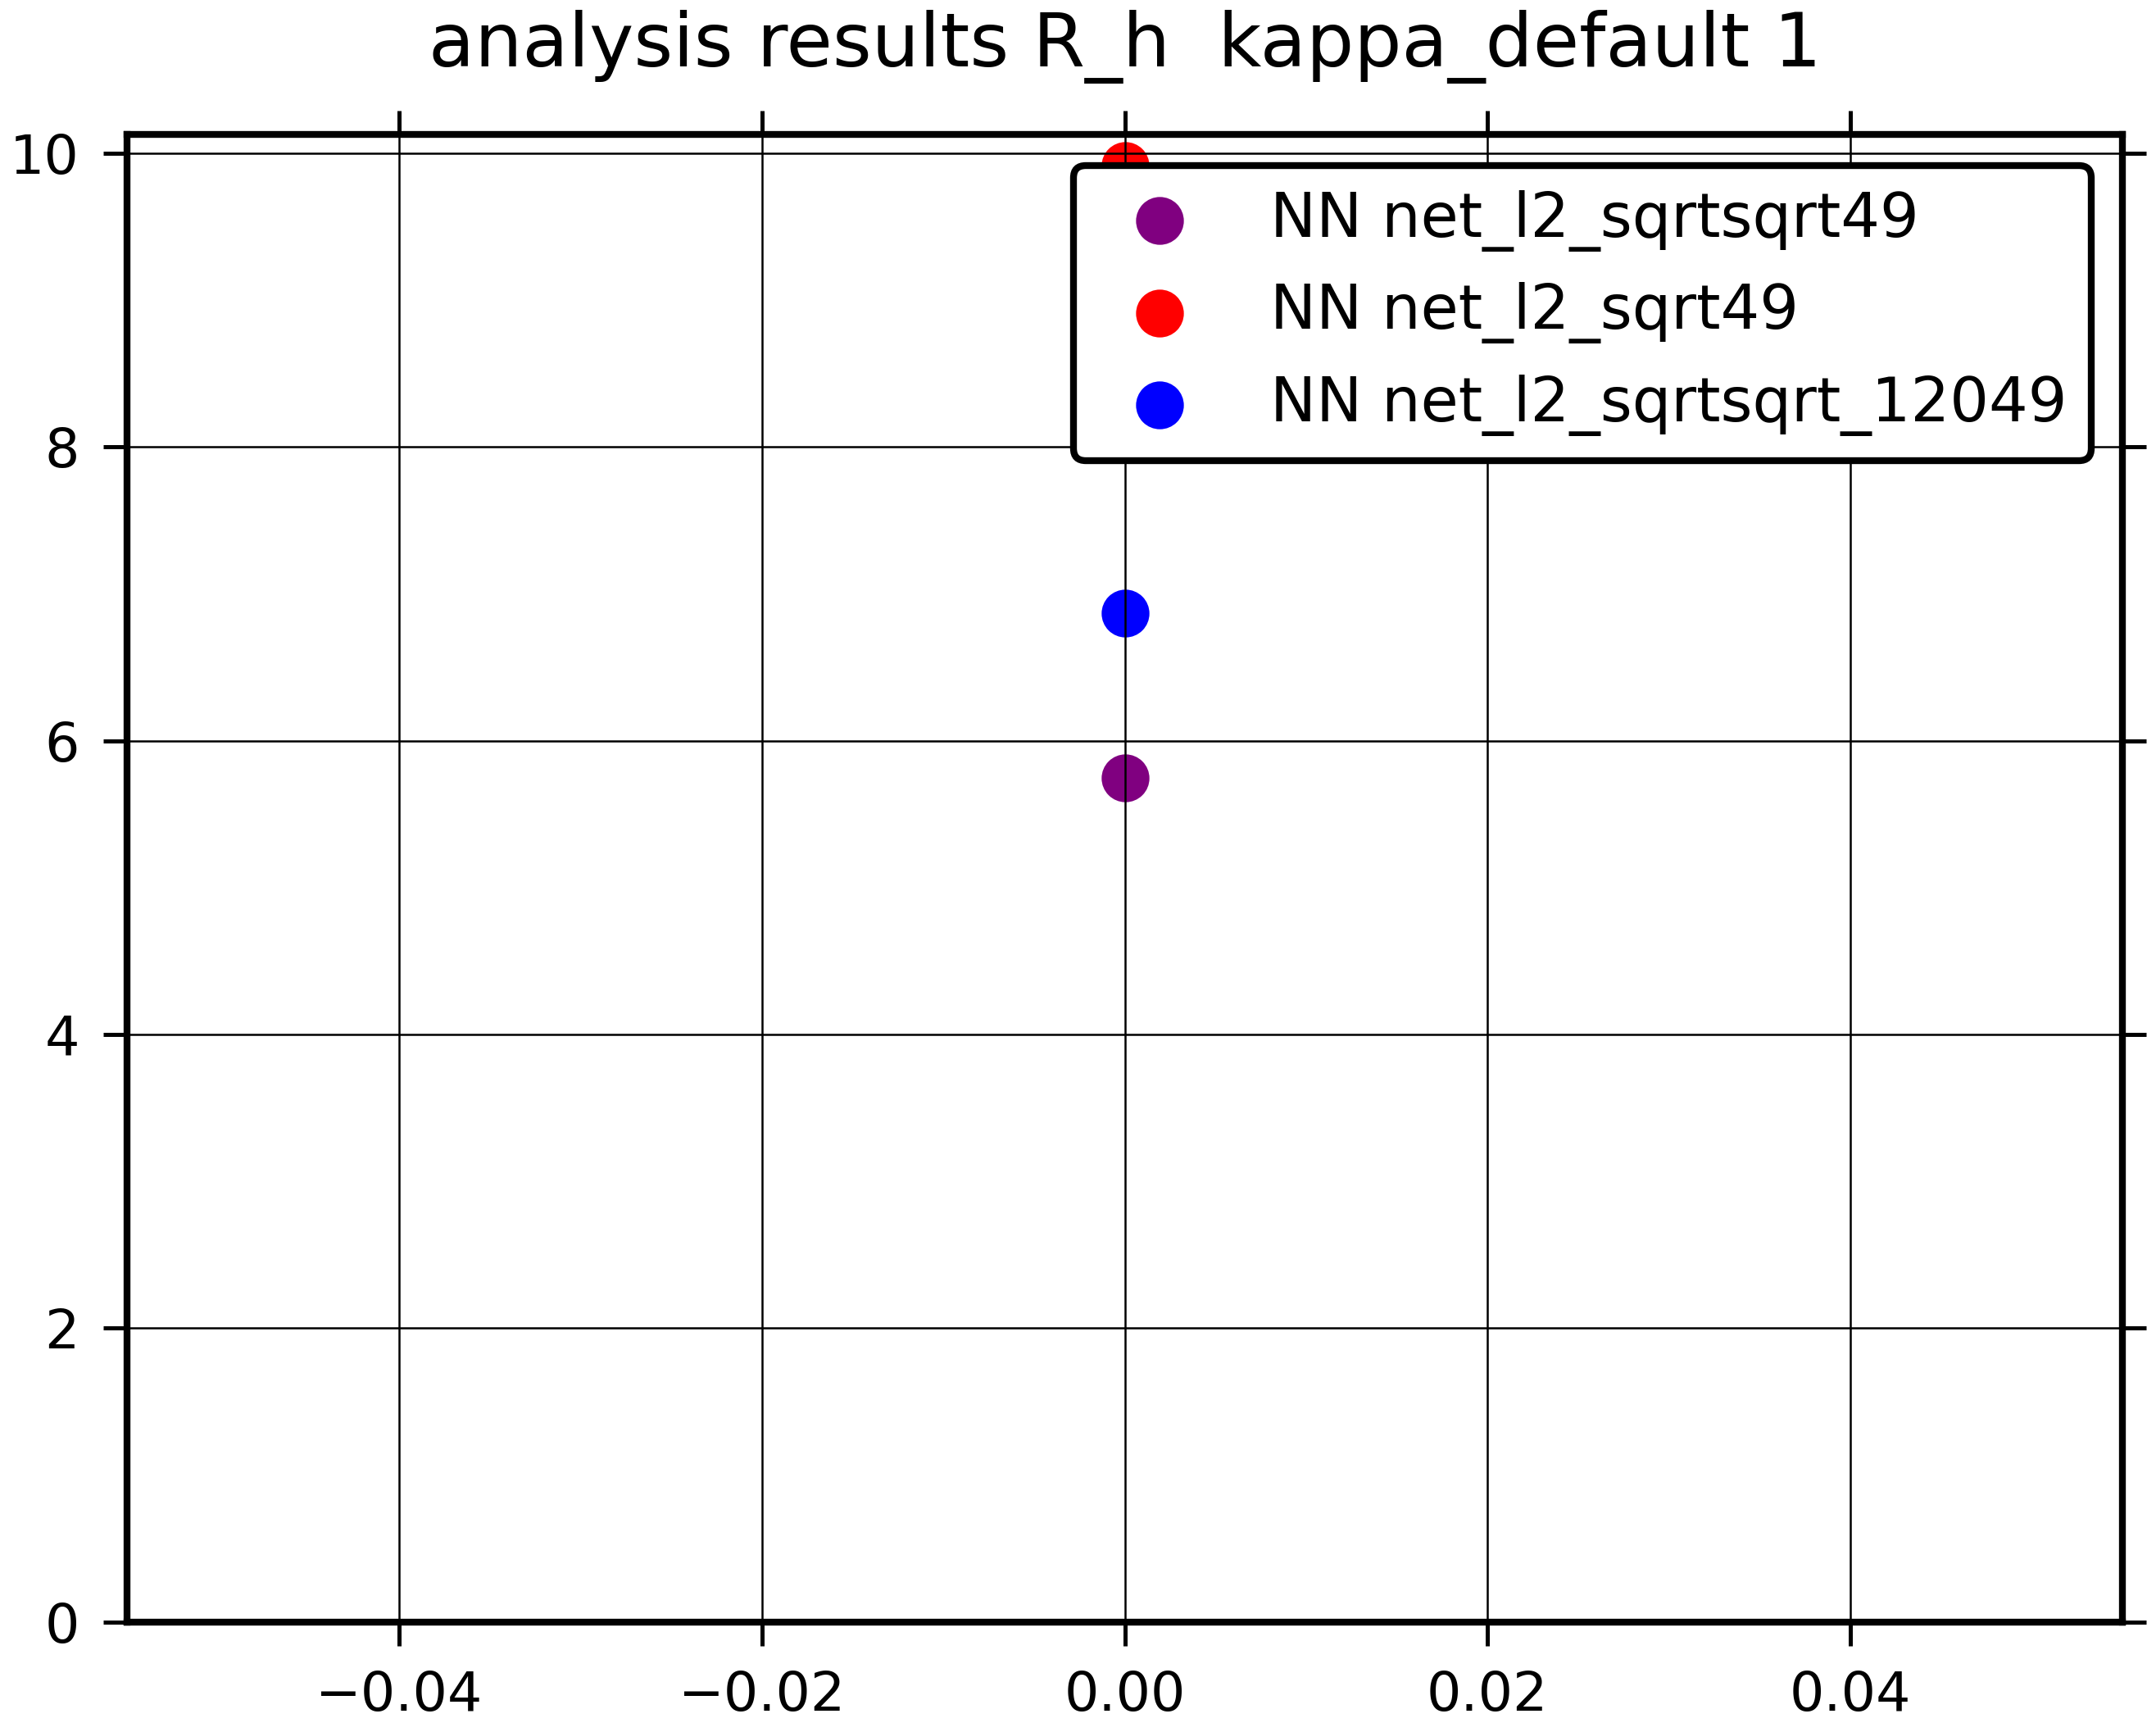 analysis results R_h  kappa_default 1
10
NN net_l2_sqrtsqrt49
NN net_l2_sqrt49
NN net_l2_sqrtsqrt_12049
8
6
4
2
0
−0.04 −0.02 0.00 0.02 0.04